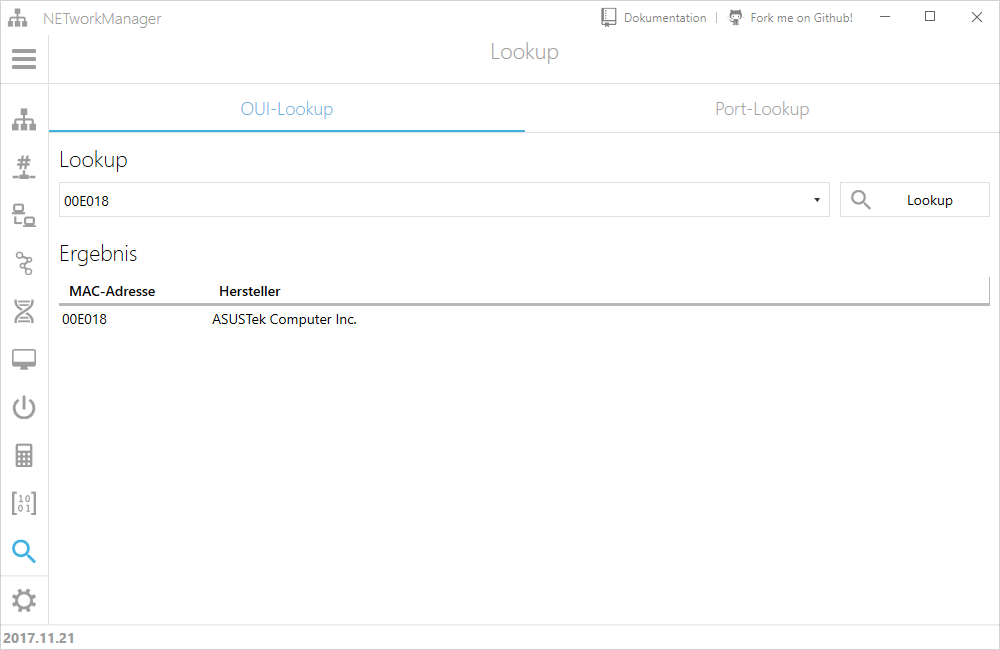 NETworkManager
Dokumentation | Fork me on Github!
Lookup
OUI-Lookup
Port-Lookup
Lookup
00E018
Lookup
Ergebnis
MAC-Adresse Hersteller
00E018 ASUSTek Computer Inc.
#
10
01
2017.11.21